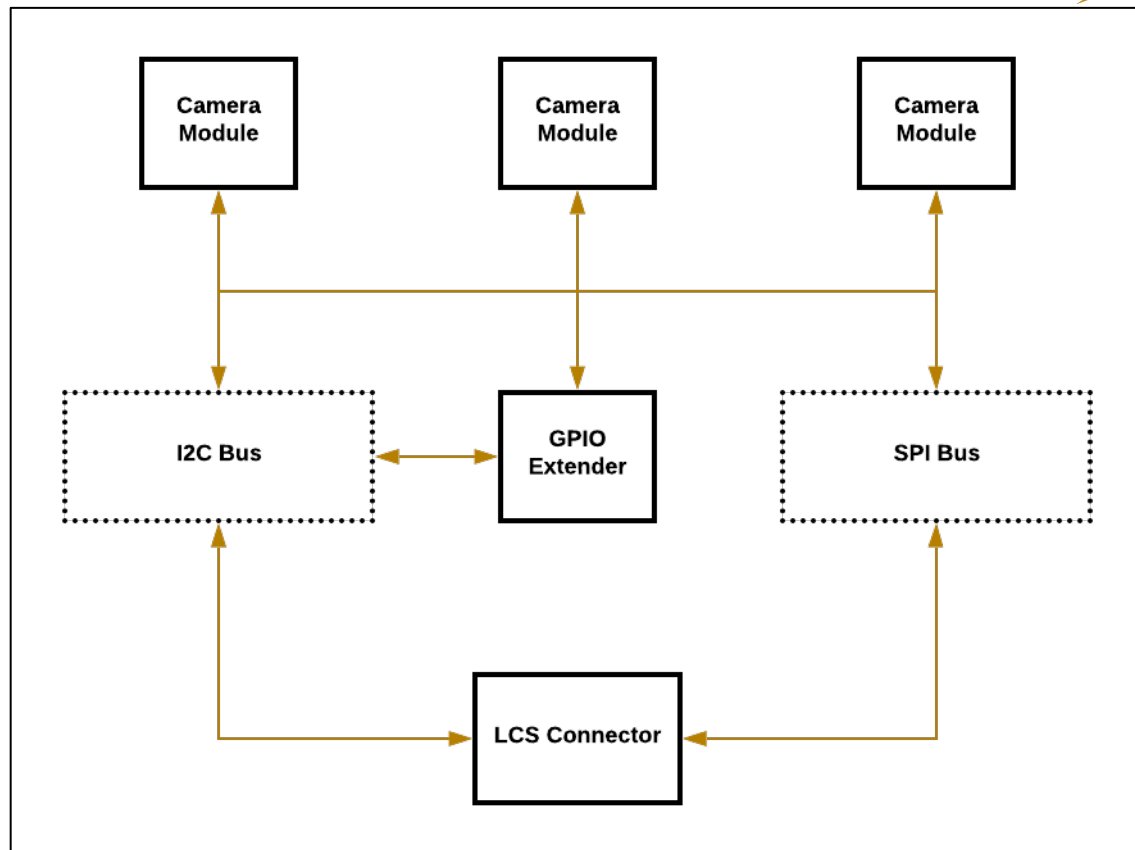 Camera
Module
Camera
Module
Camera
Module
I2C Bus
GPIO
Extender
SPI Bus
LCS Connector